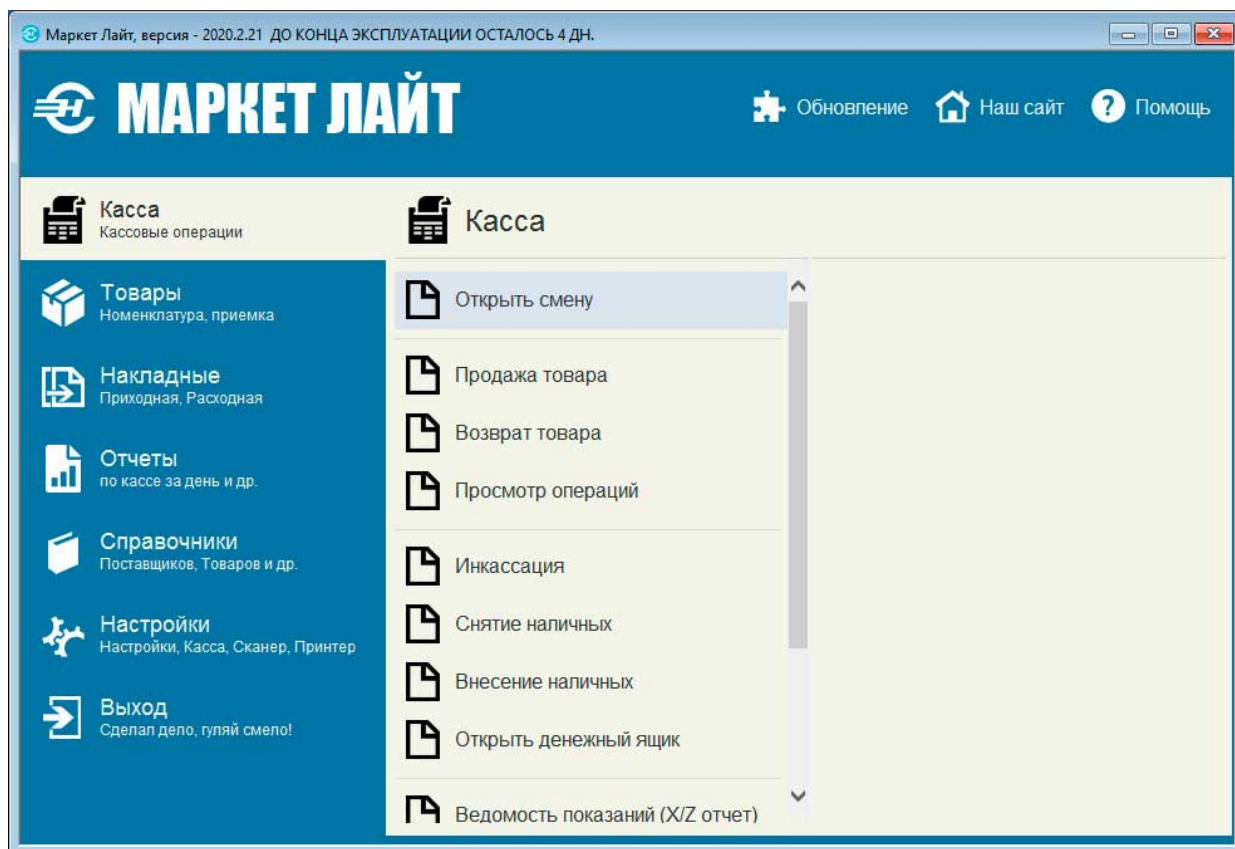 Маркет Лайт, версия - 2020.2.21 ДО КОНЦА ЭКСПЛУАТАЦИИ ОСТАЛОСЬ 4 ДН.
Н МАРКЕТ ЛАЙТ
Обновление Наш сайт ? Помощь
Касса
Кассовые операции
Товары
Номенклатура, приемка
Накладные
Приходная, Расходная
Отчеты
по кассе за день и др.
Справочники
Поставщиков, Товаров и др.
Настройки
Настройки, Касса, Сканер, Принтер
Выход
Сделал дело, гуляй смело!
Касса
Открыть смену
Продажа товара
Возврат товара
Просмотр операций
Инкассация
Снятие наличных
Внесение наличных
Открыть денежный ящик
Ведомость показаний (X/Z отчет)